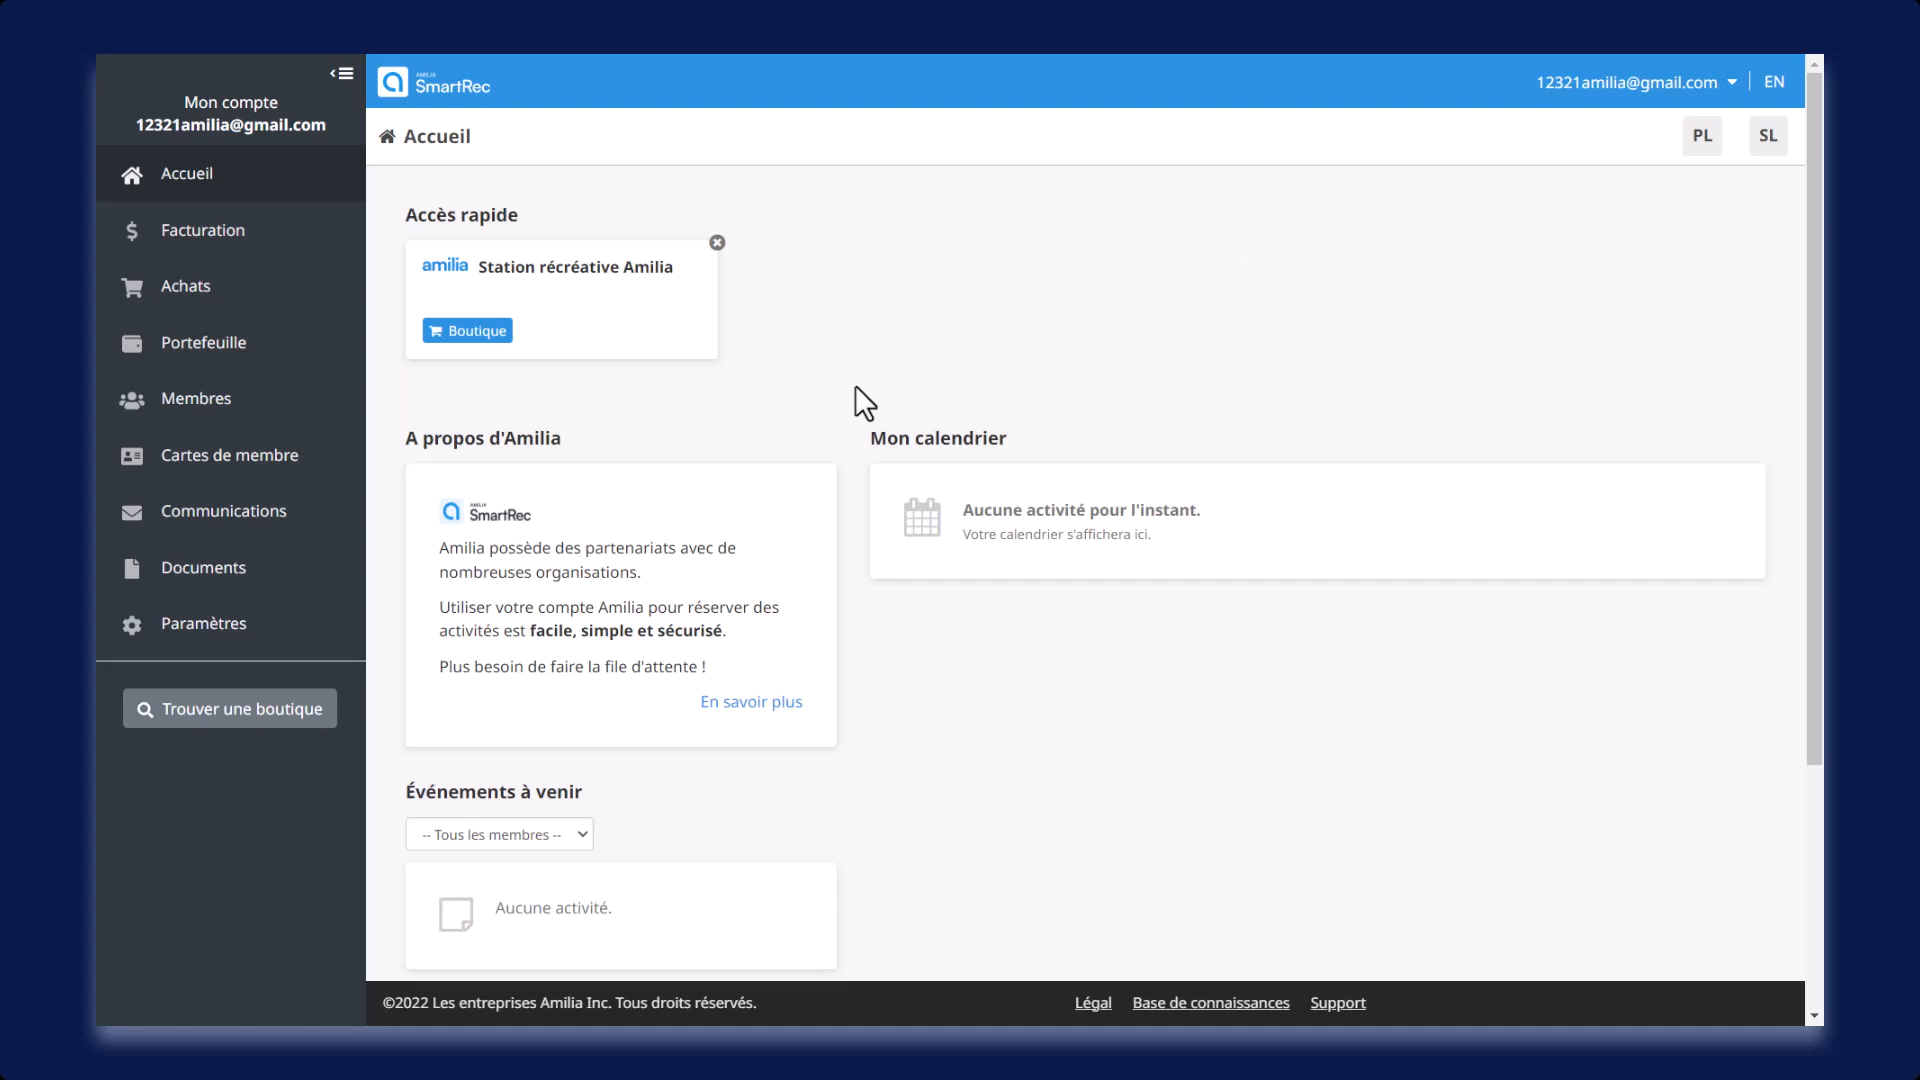 Mon compte
12321amilia@gmail.com
Accueil
Facturation
Achats
Portefeuille
Membres
Cartes de membre
Communications
Documents
Paramètres
Trouver une boutique
AMILIA
SmartRec
12321amilia@gmail.com
EN
Accueil
PL
SL
Accès rapide
amilia Station récréative Amilia
Boutique
A propos d'Amilia
AMILIA
SmartRec
Amilia possède des partenariats avec de
nombreuses organisations.
Utiliser votre compte Amilia pour réserver des
activités est facile, simple et sécurisé.
Plus besoin de faire la file d'attente !
En savoir plus
Mon calendrier
Aucune activité pour l'instant.
Votre calendrier s'affichera ici.
Événements à venir
-- Tous les membres --
Aucune activité.
©2022 Les entreprises Amilia Inc. Tous droits réservés.
Légal
Base de connaissances
Support